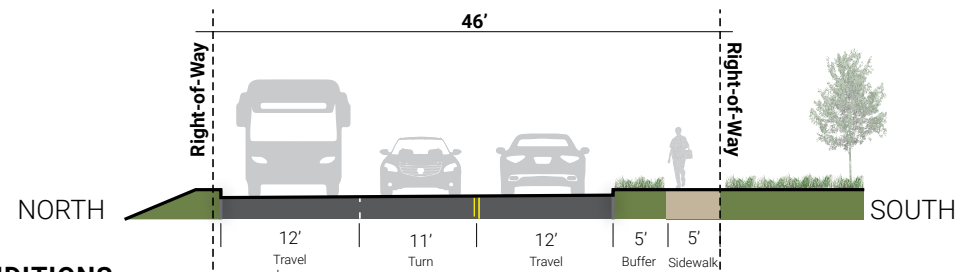 46’
Right-of-Way
Right-of-Way
NORTH
SOUTH
12’
Travel
11’
Turn
12’
Travel
5’
Buffer
5’
Sidewalk